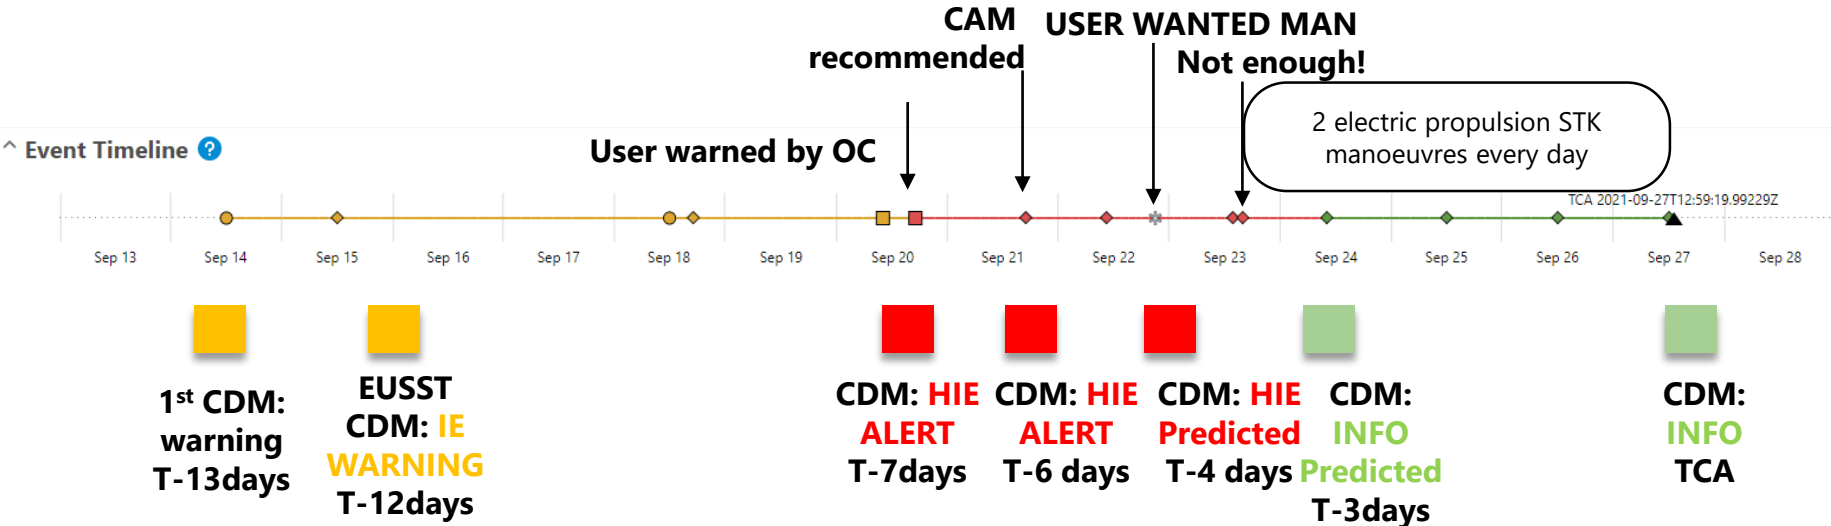 CAM
recommended
USER WANTED MAN
Not enough!
2 electric propulsion STK
manoeuvres every day
User warned by OC
^ Event Timeline ?
TCA 2021-09-27T12:59:19.99229Z
Sep 13 Sep 14 Sep 15 Sep 16 Sep 17 Sep 18 Sep 19 Sep 20 Sep 21 Sep 22 Sep 23 Sep 24 Sep 25 Sep 26 Sep 27 Sep 28
1st CDM:
warning
T-13days
EUSST
CDM: IE
WARNING
T-12days
CDM: HIE
ALERT
T-7days
CDM: HIE
ALERT
T-6 days
CDM: HIE
Predicted
T-4 days
CDM:
INFO
Predicted
T-3days
CDM:
INFO
TCA